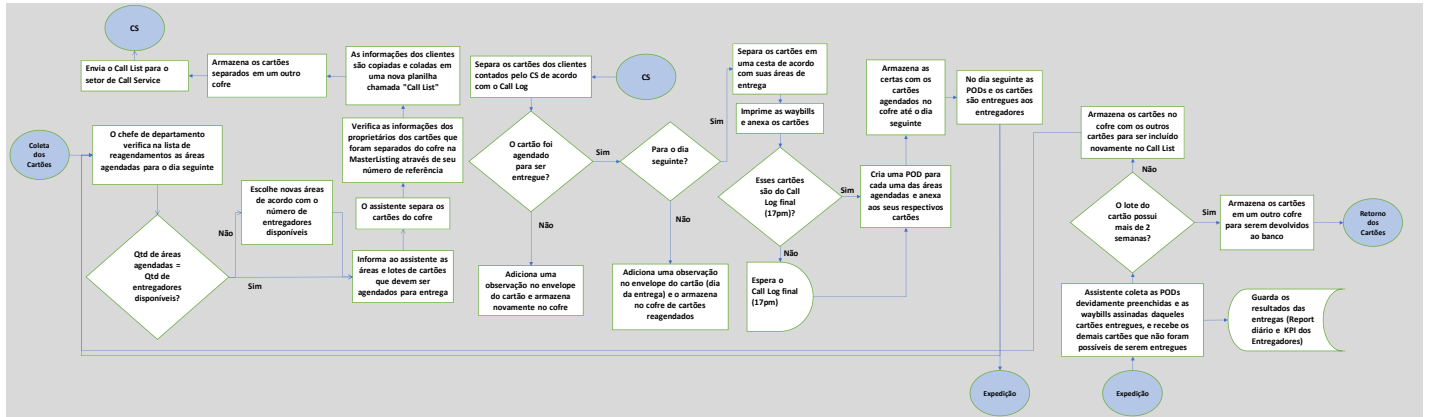 CS
Envia o Call List para o
setor de Call Service
Armazena os cartões
separados em um outro
cofre
As informações dos clientes
são copiadas e coladas em
uma nova planilha
chamada "Call List"
Coleta
dos
Cartões
O chefe de departamento
verifica na lista de
reagendamentos as áreas
agendadas para o dia seguinte
Verifica as informações dos
proprietários dos cartões que
foram separados do cofre na
MasterListing através de seu
número de referência
Escolhe novas áreas
de acordo com o
número de
entregadores
disponíveis
O assistente separa os
cartões do cofre
Não
Qtd de áreas
agendadas =
Qtd de
entregadores
disponíveis?
Sim
Informa ao assistente as
áreas e lotes de cartões
que devem ser
agendados para entrega
Separa os cartões dos clientes
contados pelo CS de acordo
com o Call Log
CS
O cartão foi
agendado
para ser
entregue?
Sim
Não
Adiciona uma
observação no envelope
do cartão e armazena
novamente no cofre
Para o dia
seguinte?
Sim
Não
Adiciona uma observação
no envelope do cartão (dia
da entrega) e o armazena
no cofre de cartões
reagendados
Separa os cartões em
uma cesta de acordo
com suas áreas de
entrega
Imprime as waybills
e anexa os cartões
Esses cartões
são do Call
Log final
(17pm)?
Sim
Não
Espera o
Call Log final
(17pm)
Armazena as
certas com os
cartões
agendados no
cofre até o dia
seguinte
Cria uma POD para
cada uma das áreas
agendadas e anexa
aos seus respectivos
cartões
No dia seguinte as
PODs e os cartões
são entregues aos
entregadores
Expedição
Armazena os cartões no
cofre com os outros
cartões para ser incluído
novamente no Call List
Não
O lote do
cartão possui
mais de 2
semanas?
Sim
Armazena os cartões
em um outro cofre
para serem devolvidos
ao banco
Retorno
dos
Cartões
Assistente coleta as PODs
devidamente preenchidas e as
waybills assinadas daqueles
cartões entregues, e recebe os
demais cartões que não foram
possíveis de serem entregues
Guarda os
resultados das
entregas (Report
diário e KPI dos
Entregadores)
Expedição